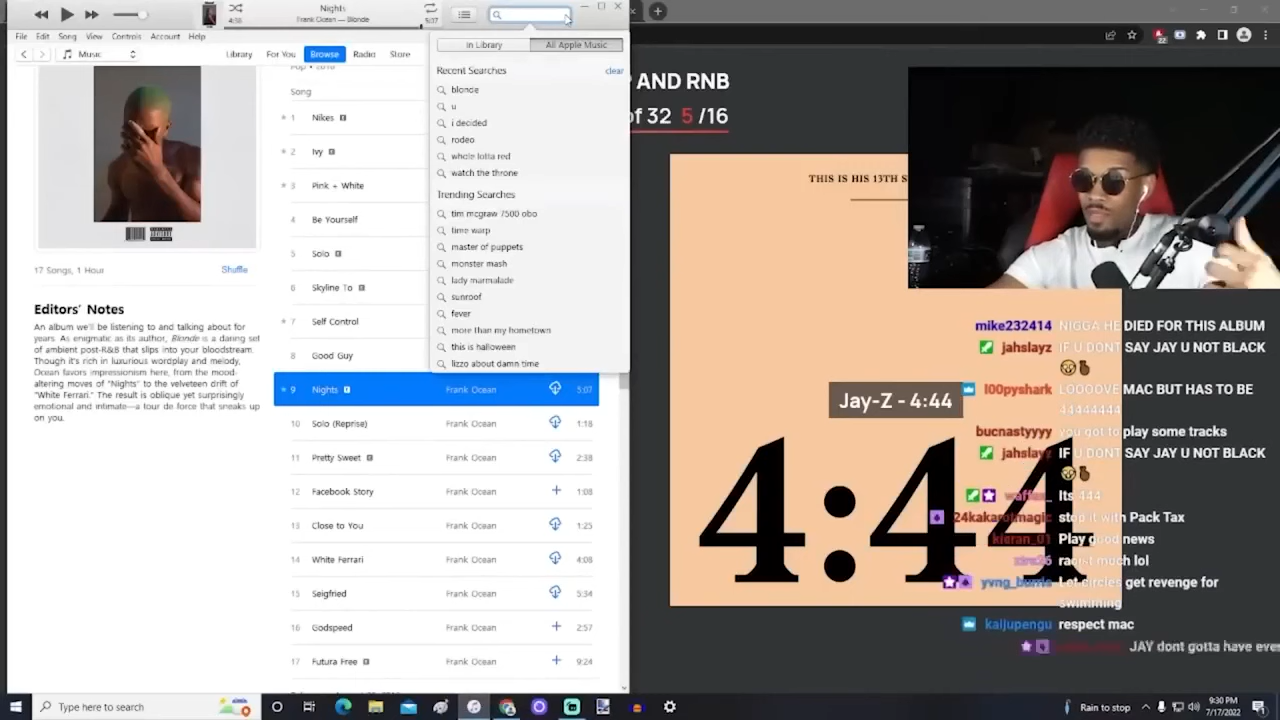 Nights
Frank Ocean — Blonde
4:38
5:07
File Edit Song View Controls Account Help
Music
Library For You Browse Radio Store
In Library All Apple Music
Recent Searches clear
blonde
u
i decided
rodeo
whole lotta red
watch the throne
Trending Searches
tim mcgraw 7500 obo
time warp
master of puppets
monster mash
lady marmalade
sunroof
fever
more than my hometown
this is halloween
lizzo about damn time
Pop • 2016
Song
1 Nikes E
2 Ivy E
3 Pink + White
4 Be Yourself
5 Solo E
6 Skyline To E
7 Self Control
8 Good Guy
9 Nights E Frank Ocean 5:07
10 Solo (Reprise) Frank Ocean 1:18
11 Pretty Sweet E Frank Ocean 2:38
12 Facebook Story Frank Ocean 1:08
13 Close to You Frank Ocean 1:25
14 White Ferrari Frank Ocean 4:08
15 Seigfried Frank Ocean 5:34
16 Godspeed Frank Ocean 2:57
17 Futura Free E Frank Ocean 9:24
17 Songs, 1 Hour Shuffle
Editors' Notes
An album we'll be listening to and talking about for
years. As enigmatic as its author, Blonde is a daring set
of ambient post-R&B that slips into your bloodstream.
Though it's rich in luxurious wordplay and melody,
Ocean favors impressionism here, from the mood-
altering moves of "Nights" to the velveteen drift of
"White Ferrari." The result is oblique yet surprisingly
emotional and intimate—a tour de force that sneaks up
on you.
AND RNB
of 32 5 /16
THIS IS HIS 13TH S
Jay-Z - 4:44
4:44
mike232414 NIGGA HE DIED FOR THIS ALBUM
jahslayz IF U DONT SAY JAY U NOT BLACK
l00pyshark LOOOVE MAC BUT HAS TO BE
44444444
bucnastyyyy you got to play some tracks
jahslayz IF U DONT SAY JAY U NOT BLACK
Its 444
24kakarotmagic stop it with Pack Tax
kieran_01 Play good news
racist much lol
yvng_burris Let circles get revenge for
swimming
kaijupengu respect mac
JAY dont gotta have eve
Type here to search
Rain to stop
9:30 PM
7/17/2022